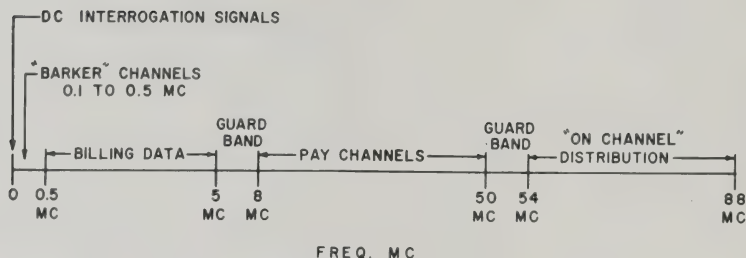 DC INTERROGATION SIGNALS
"BARKER" CHANNELS
0.1 TO 0.5 MC
GUARD
BAND
GUARD
BAND
"ON CHANNEL"
DISTRIBUTION
BILLING DATA
PAY CHANNELS
0
0.5
MC
5
MC
8
MC
50
MC
54
MC
88
MC
FREQ. MC